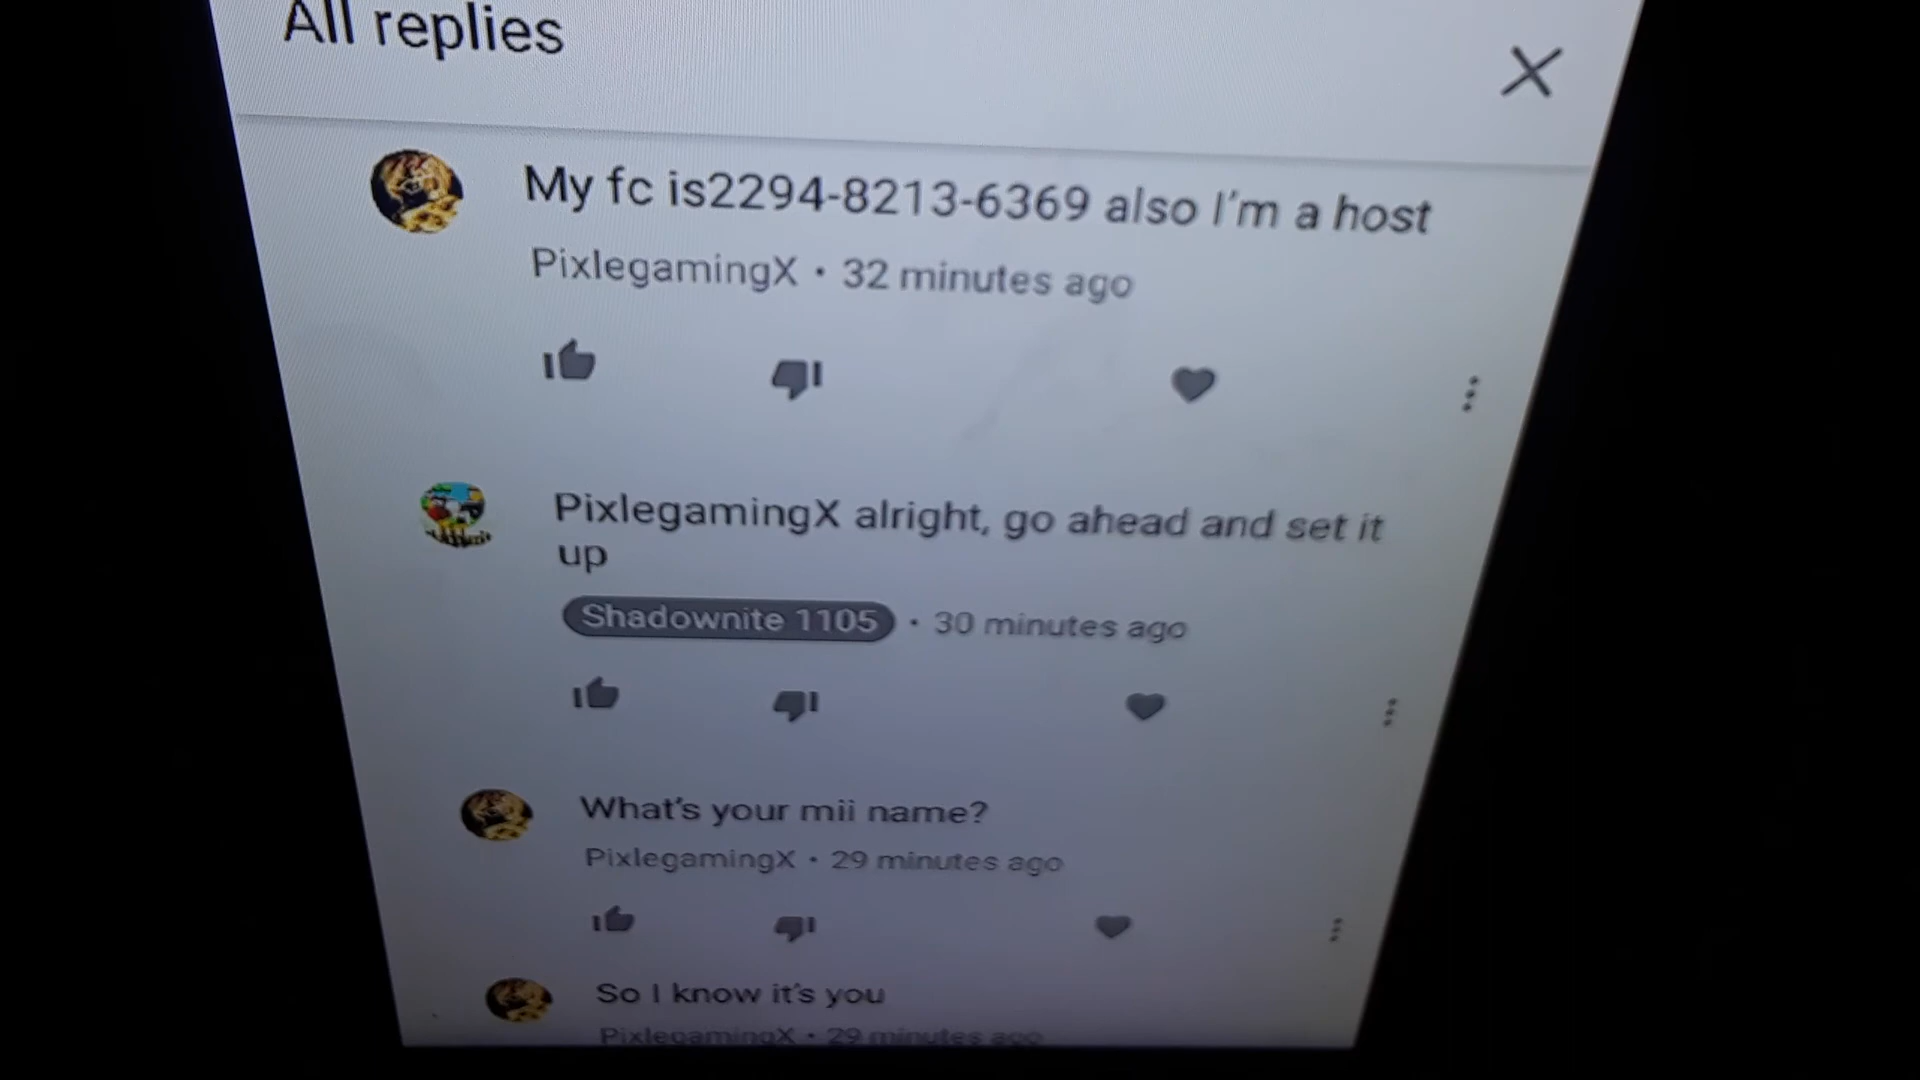 All replies
My fc is2294-8213-6369 also I'm a host
PixlegamingX • 32 minutes ago
PixlegamingX alright, go ahead and set it
up
Shadownite 1105 • 30 minutes ago
What's your mii name?
PixlegamingX • 29 minutes ago
So I know it's you
PixlegamingX • 29 minutes ago